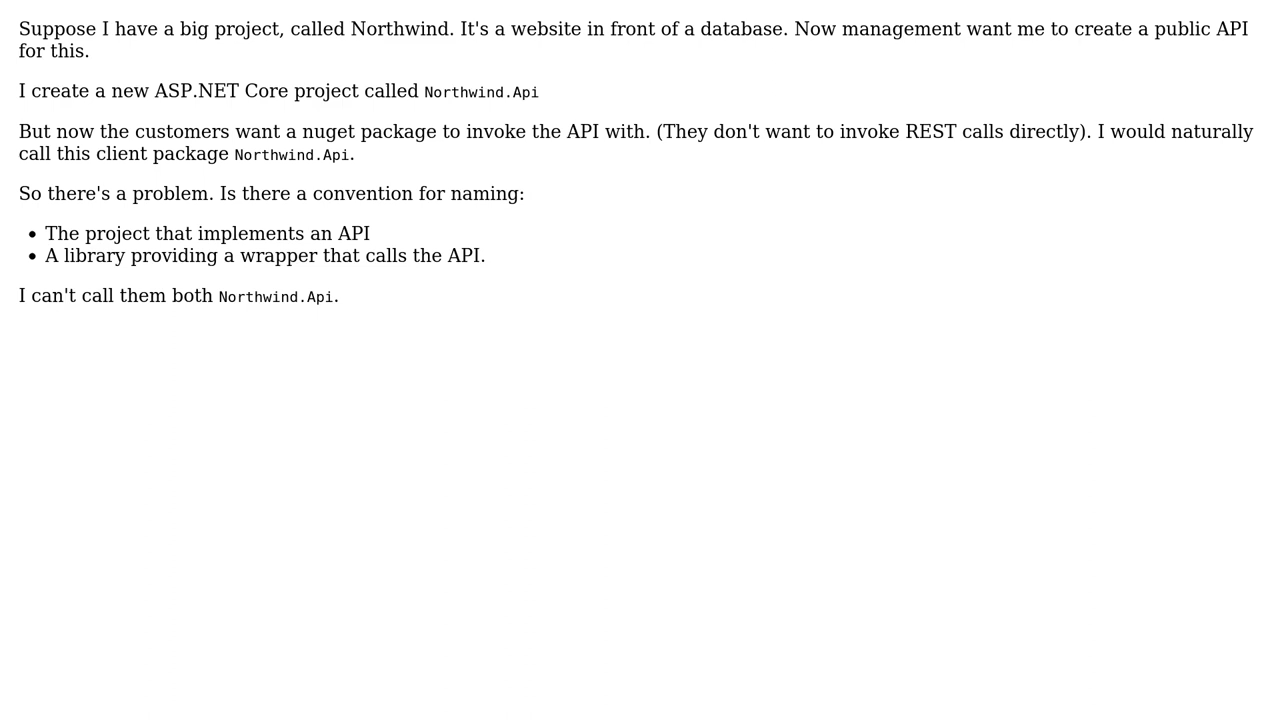 Suppose I have a big project, called Northwind. It's a website in front of a database. Now management want me to create a public API
for this.
I create a new ASP.NET Core project called Northwind.Api
But now the customers want a nuget package to invoke the API with. (They don't want to invoke REST calls directly). I would naturally
call this client package Northwind.Api.
So there's a problem. Is there a convention for naming:
• The project that implements an API
• A library providing a wrapper that calls the API.
I can't call them both Northwind.Api.